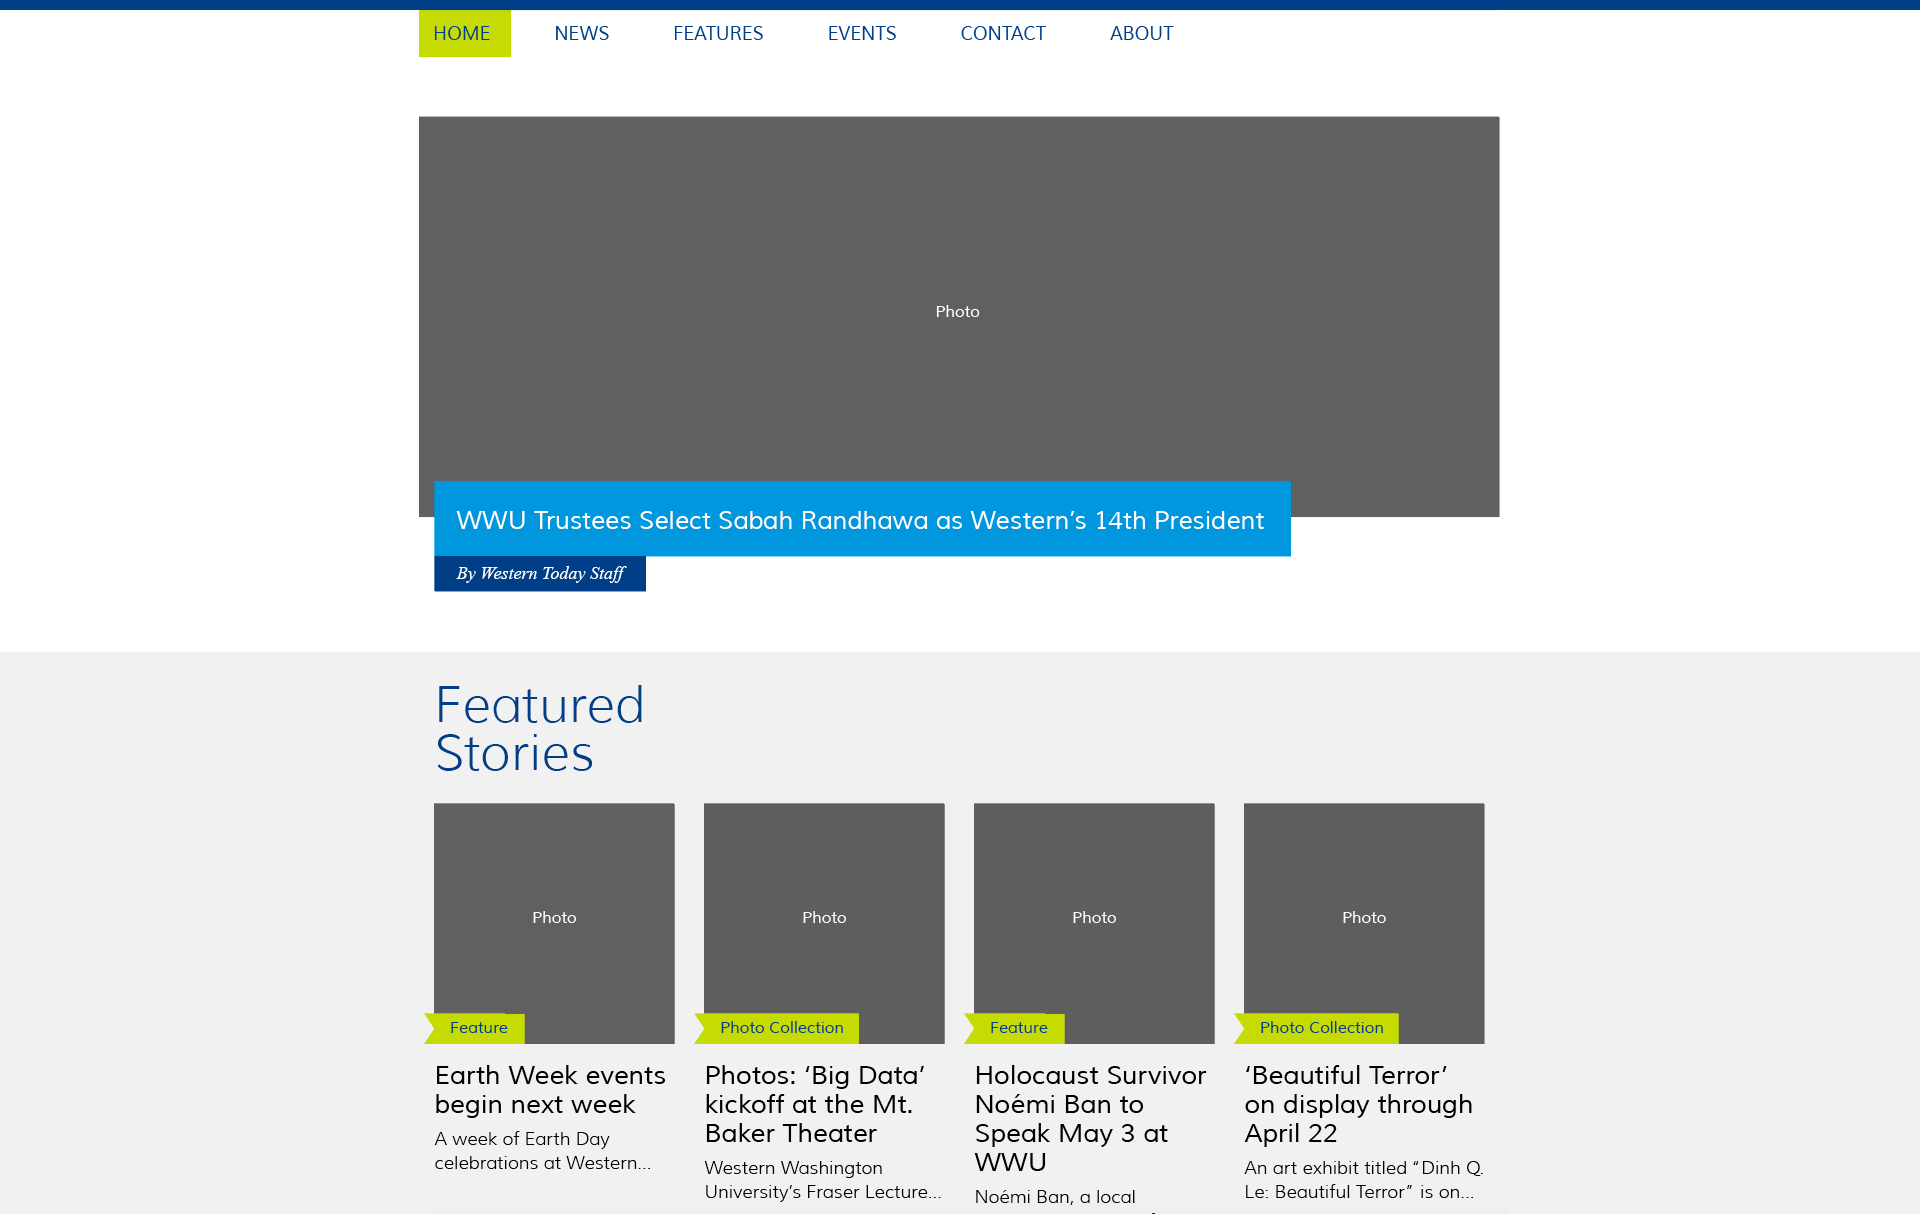 HOME NEWS FEATURES EVENTS CONTACT ABOUT
Photo
WWU Trustees Select Sabah Randhawa as Western’s 14th President
By Western Today Staff
Featured
Stories
Photo
Feature
Earth Week events
begin next week
A week of Earth Day
celebrations at Western...
Photo
Photo Collection
Photos: ‘Big Data’
kickoff at the Mt.
Baker Theater
Western Washington
University’s Fraser Lecture...
Photo
Feature
Holocaust Survivor
Noémi Ban to
Speak May 3 at
WWU
Noémi Ban, a local
Photo
Photo Collection
‘Beautiful Terror’
on display through
April 22
An art exhibit titled “Dinh Q.
Le: Beautiful Terror” is on...